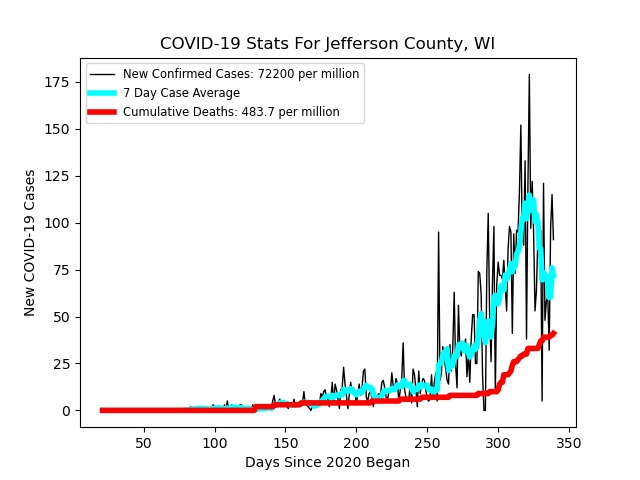 COVID-19 Stats For Jefferson County, WI
New Confirmed Cases: 72200 per million
7 Day Case Average
Cumulative Deaths: 483.7 per million
New COVID-19 Cases
175
150
125
100
75
50
25
0
50
100
150
200
250
300
350
Days Since 2020 Began